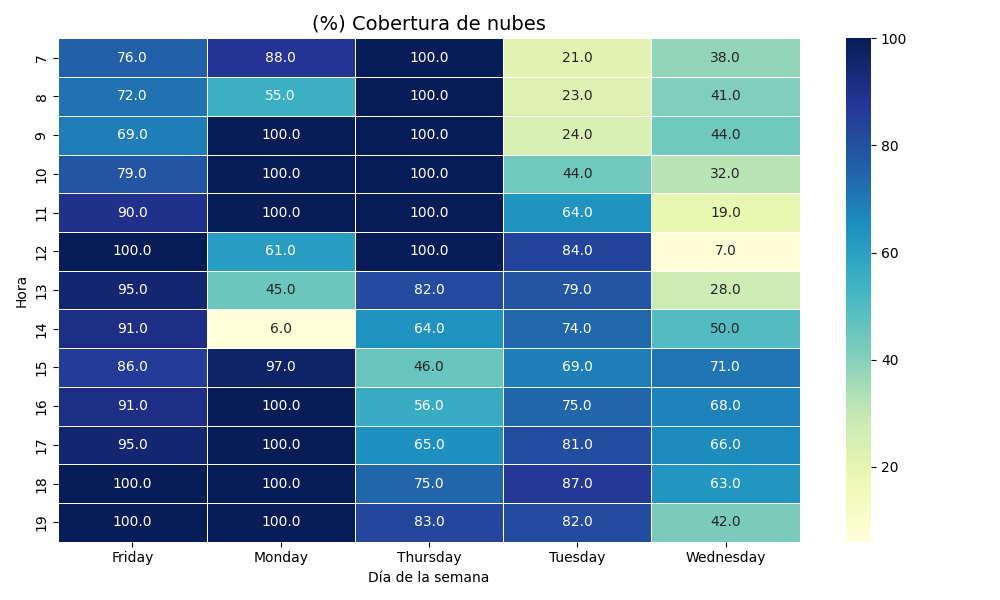 (%) Cobertura de nubes
Hora
7 76.0 88.0 100.0 21.0 38.0
8 72.0 55.0 100.0 23.0 41.0
9 69.0 100.0 100.0 24.0 44.0
10 79.0 100.0 100.0 44.0 32.0
11 90.0 100.0 100.0 64.0 19.0
12 100.0 61.0 100.0 84.0 7.0
13 95.0 45.0 82.0 79.0 28.0
14 91.0 6.0 64.0 74.0 50.0
15 86.0 97.0 46.0 69.0 71.0
16 91.0 100.0 56.0 75.0 68.0
17 95.0 100.0 65.0 81.0 66.0
18 100.0 100.0 75.0 87.0 63.0
19 100.0 100.0 83.0 82.0 42.0
Friday Monday Thursday Tuesday Wednesday
Día de la semana
100
80
60
40
20